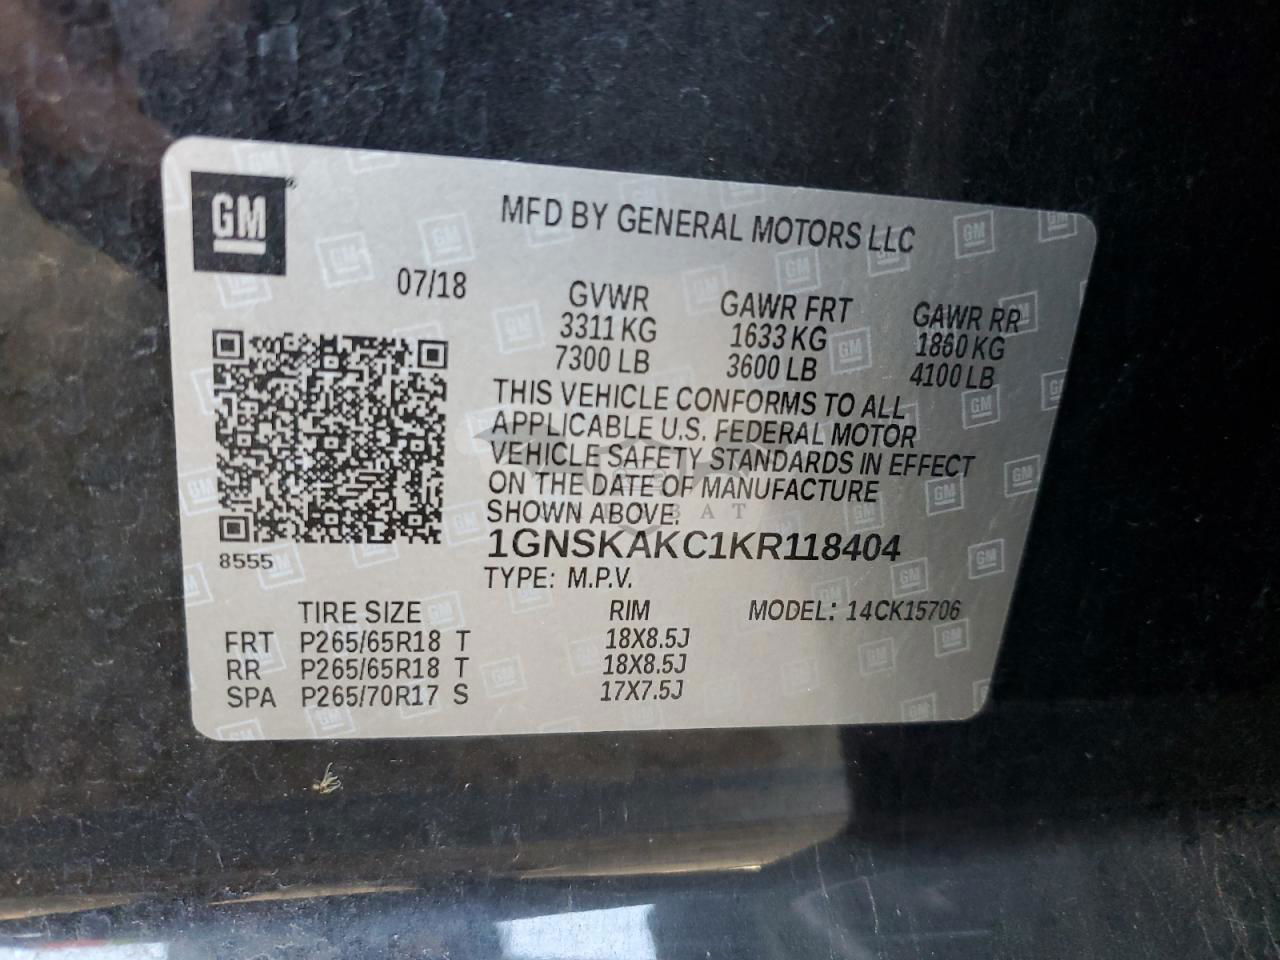 GM
MFD BY GENERAL MOTORS LLC
07/18
GVWR GAWR FRT GAWR RR
3311 KG 1633 KG 1860 KG
7300 LB 3600 LB 4100 LB
THIS VEHICLE CONFORMS TO ALL
APPLICABLE U.S. FEDERAL MOTOR
VEHICLE SAFETY STANDARDS IN EFFECT
ON THE DATE OF MANUFACTURE
SHOWN ABOVE.
1GNSKAKC1KR118404
8555
TYPE: M.P.V.
TIRE SIZE RIM MODEL: 14CK15706
FRT P265/65R18 T 18X8.5J
RR P265/65R18 T 18X8.5J
SPA P265/70R17 S 17X7.5J